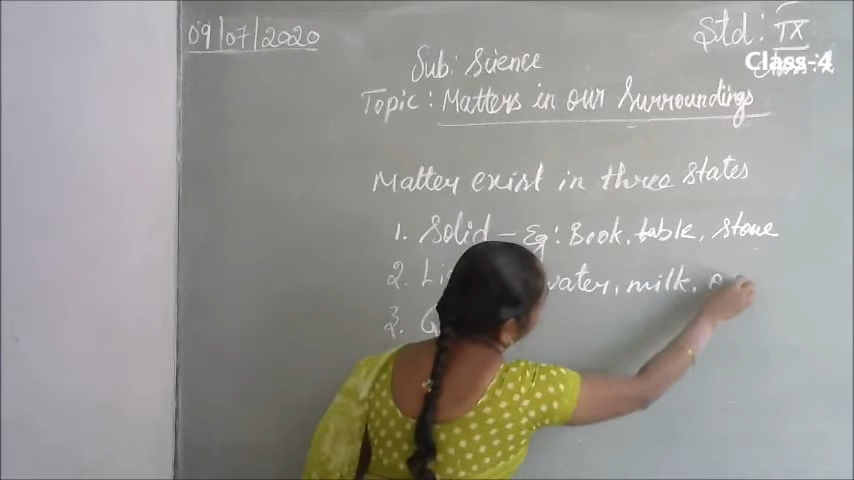 09/07/2020
Std: IX
Class-4
Sub: Science
Topic: Matters in our Surroundings
Matter exist in three states
1. Solid - Eg: Book, table, stone
2. water, milk,
3.